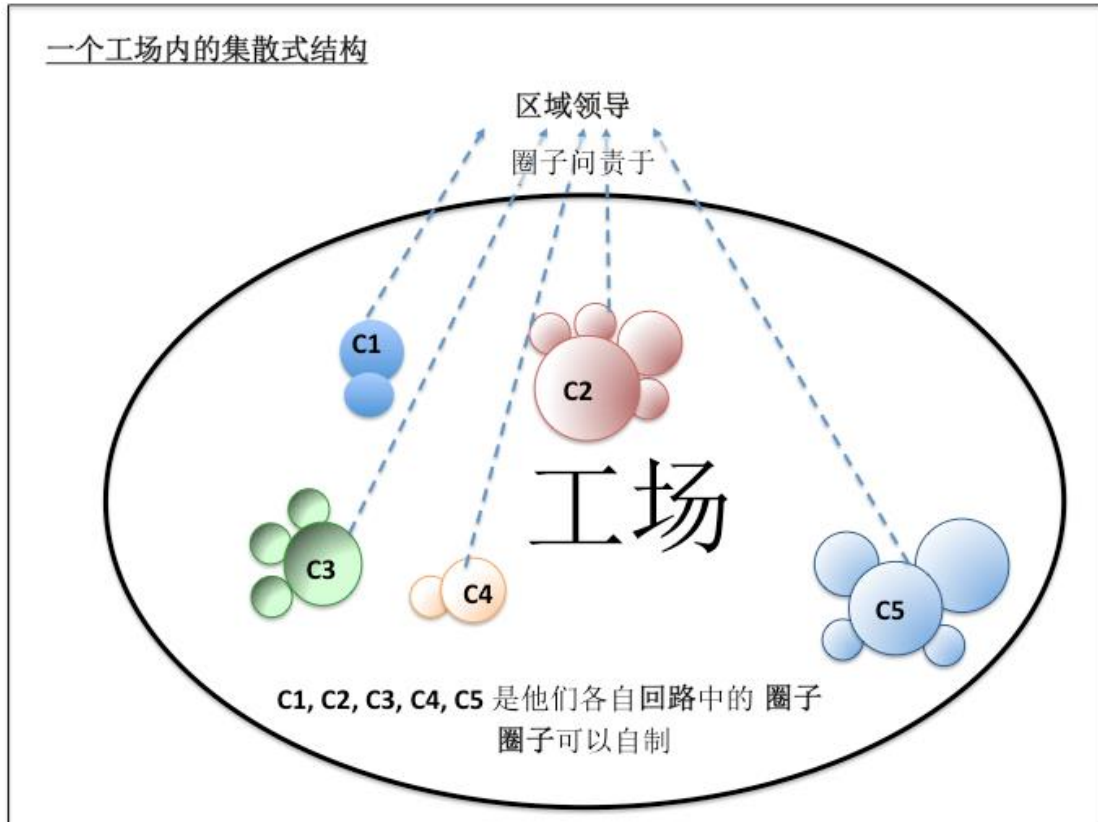 一个工场内的集散式结构
区域领导
圈子问责于
C1
C2
工场
C3
C4
C5
C1, C2, C3, C4, C5 是他们各自回路中的 圈子
圈子可以自制